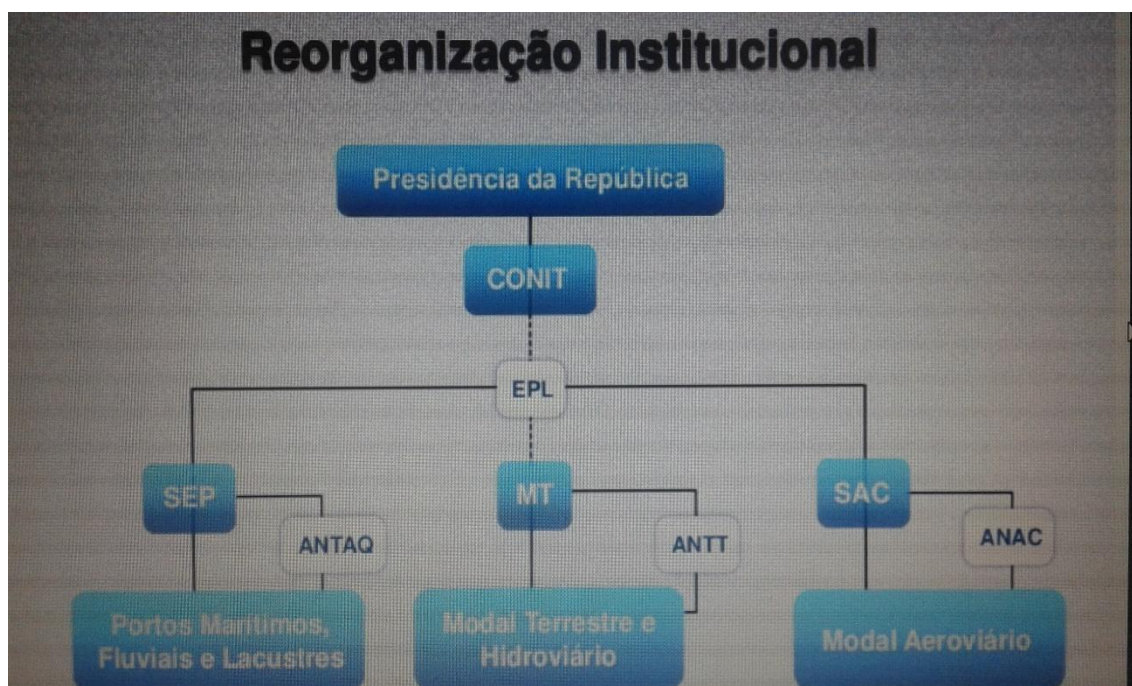 Reorganização Institucional
Presidência da República
CONIT
EPL
SEP
MT
SAC
ANTAQ
ANTT
ANAC
Portos Marítimos,
Fluviais e Lacustres
Modal Terrestre e
Hidroviário
Modal Aeroviário